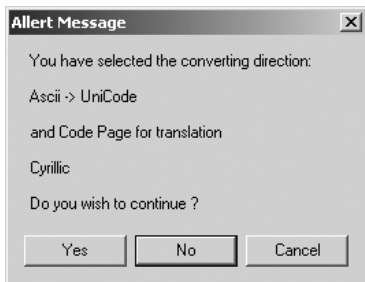 Allert Message
You have selected the converting direction:
Ascii -> UniCode
and Code Page for translation
Cyrillic
Do you wish to continue ?
Yes No Cancel